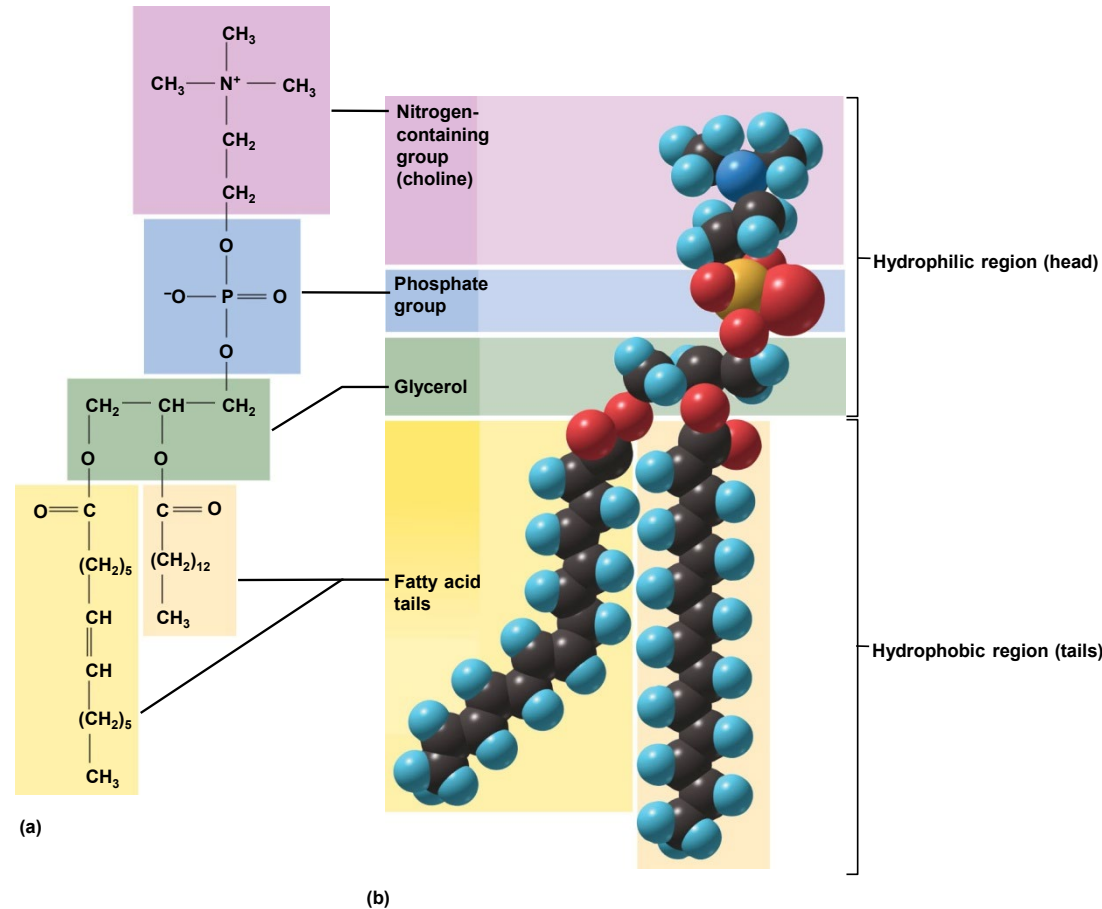 CH₃
CH₃ N⁺ CH₃
CH₂
CH₂
O
⁻O P O
O
CH₂ CH CH₂
O O
O C C O
(CH₂)₅ (CH₂)₁₂
CH CH₃
CH
(CH₂)₅
CH₃
(a)
Nitrogen-
containing
group
(choline)
Phosphate
group
Glycerol
Fatty acid
tails
Hydrophilic region (head)
Hydrophobic region (tails)
(b)